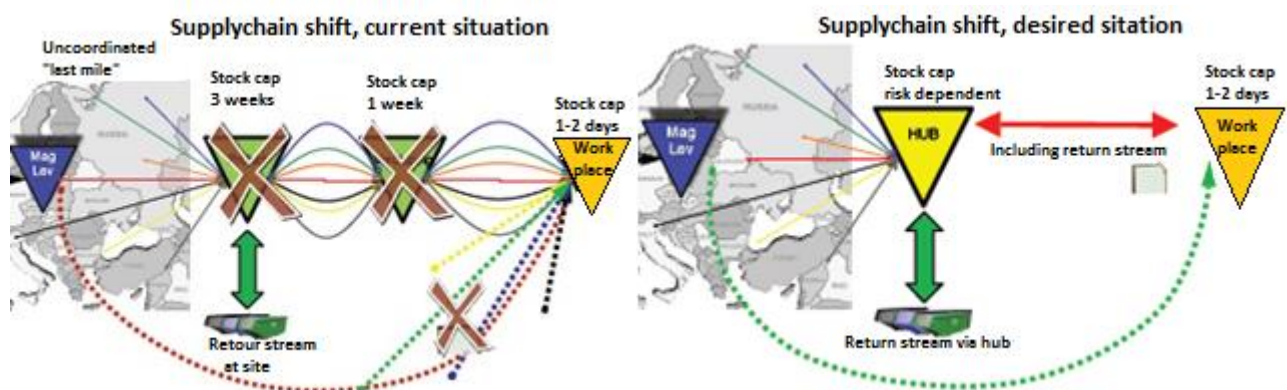 Supplychain shift, current situation
Uncoordinated
"last mile"
Stock cap
3 weeks
Stock cap
1 week
Stock cap
1-2 days
Mag
Lev
Work
place
Retour stream
at site
Supplychain shift, desired sitation
Stock cap
risk dependent
Stock cap
1-2 days
RUSSIA
Mag
Lev
HUB
Work
place
Including return stream
Return stream via hub